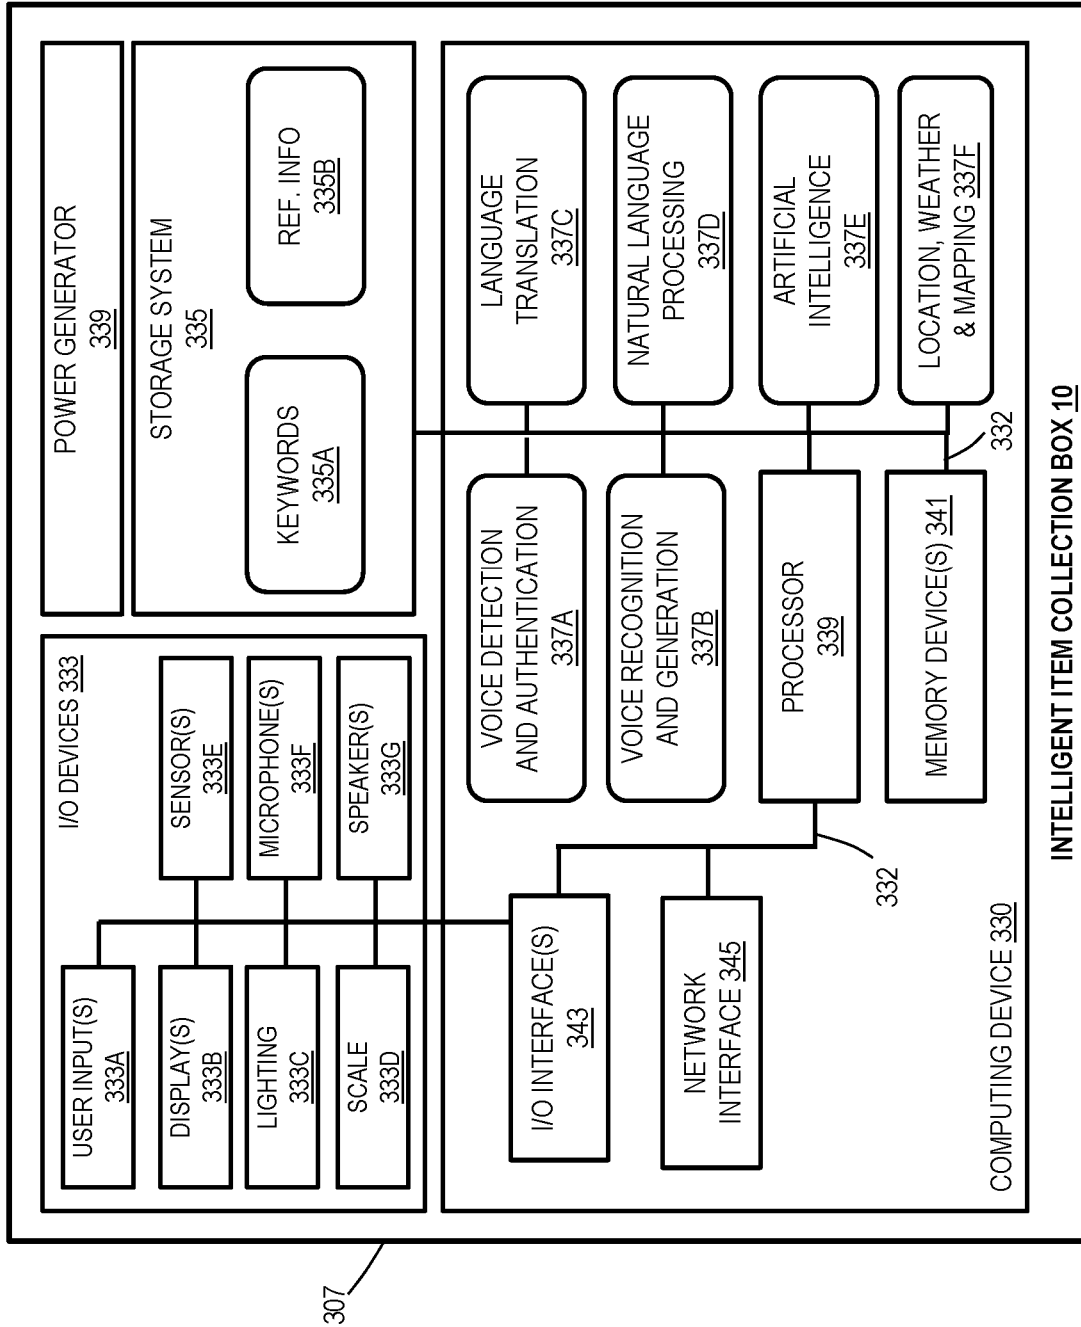 307
I/O DEVICES 333
USER INPUT(S)
333A
DISPLAY(S)
333B
LIGHTING
333C
SCALE
333D
SENSOR(S)
333E
MICROPHONE(S)
333F
SPEAKER(S)
333G
POWER GENERATOR
339
STORAGE SYSTEM
335
KEYWORDS
335A
REF. INFO
335B
I/O INTERFACE(S)
343
NETWORK
INTERFACE 345
332
VOICE DETECTION
AND AUTHENTICATION
337A
VOICE RECOGNITION
AND GENERATION
337B
PROCESSOR
339
MEMORY DEVICE(S) 341
332
LANGUAGE
TRANSLATION
337C
NATURAL LANGUAGE
PROCESSING
337D
ARTIFICIAL
INTELLIGENCE
337E
LOCATION, WEATHER
& MAPPING 337F
COMPUTING DEVICE 330
INTELLIGENT ITEM COLLECTION BOX 10